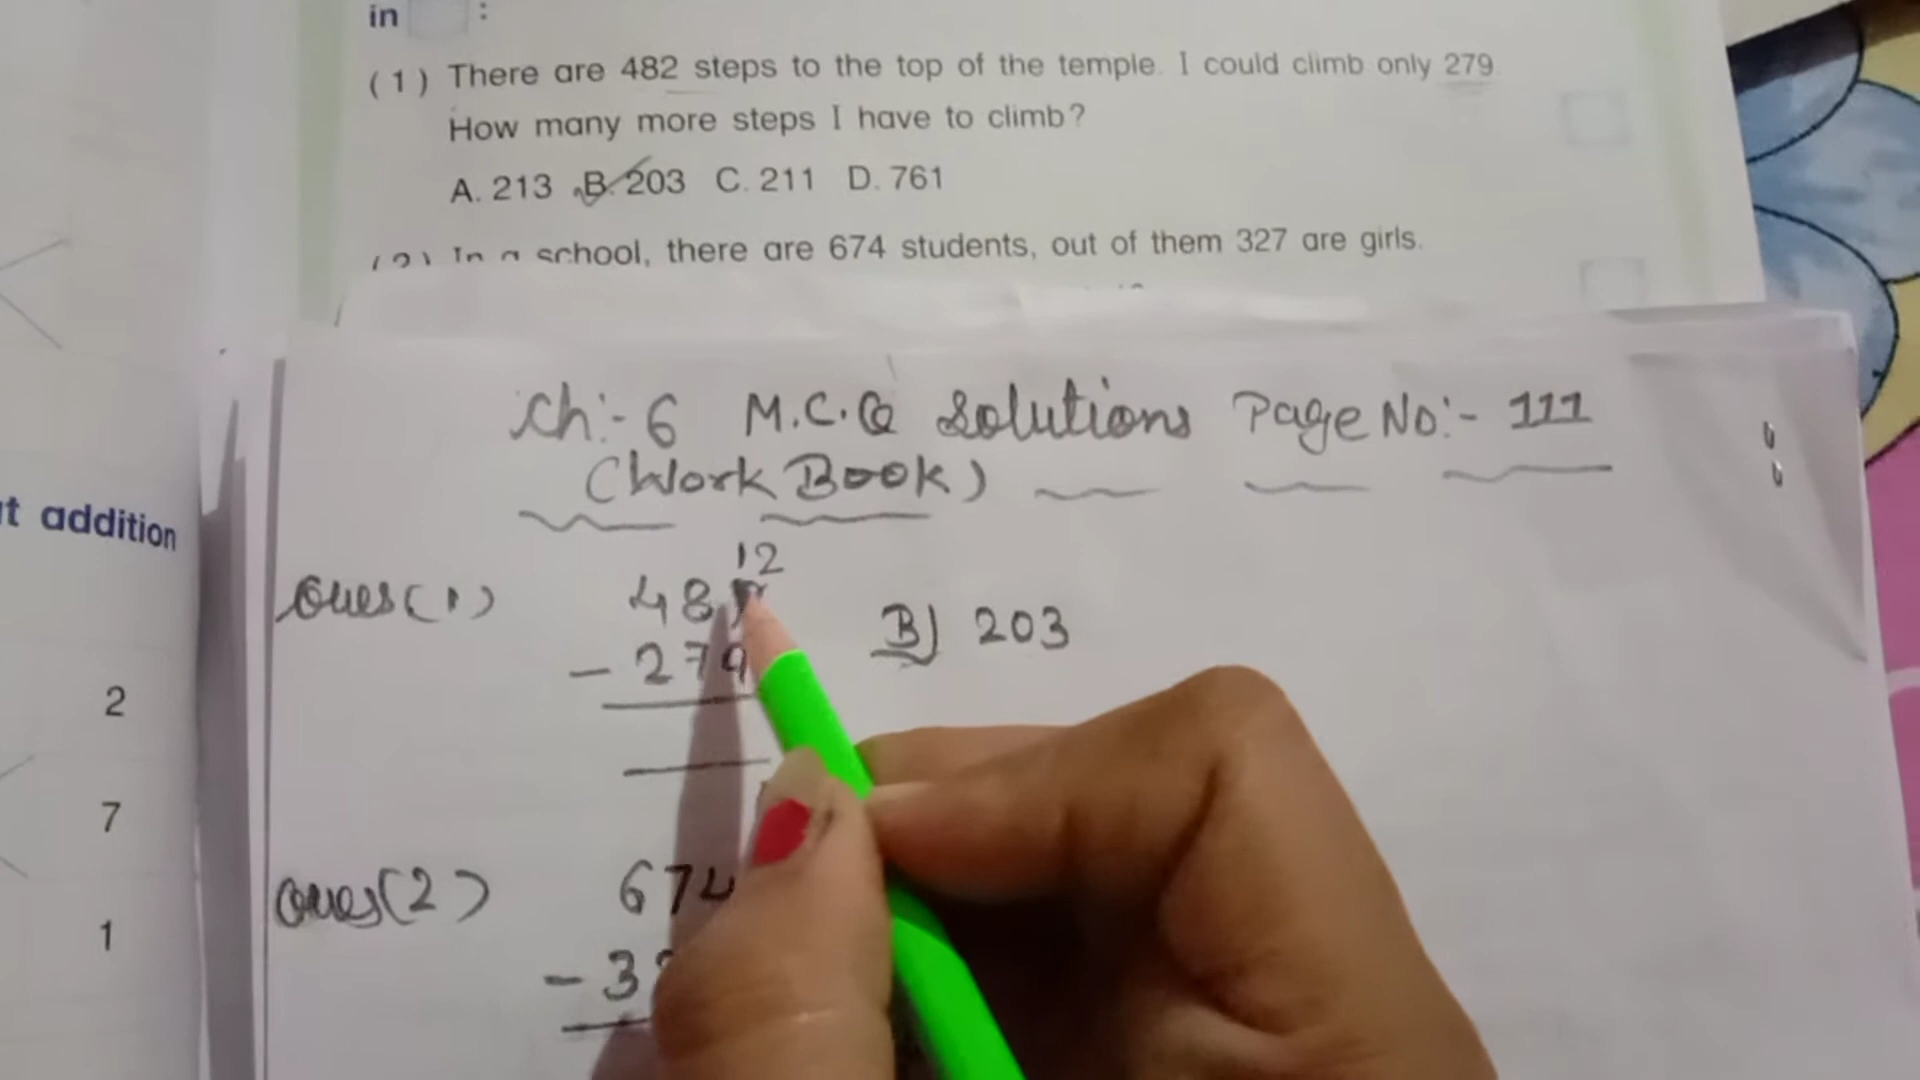 in :
(1) There are 482 steps to the top of the temple. I could climb only 279.
How many more steps I have to climb?
A. 213 B. 203 C. 211 D. 761
(2) In a school, there are 674 students, out of them 327 are girls.
Ch:- 6 M.C.Q Solutions Page No:- 111
(Work Book)
addition
12
Ques(1) 48
- 279
B) 203
2
7
Ques(2) 674
1
- 3